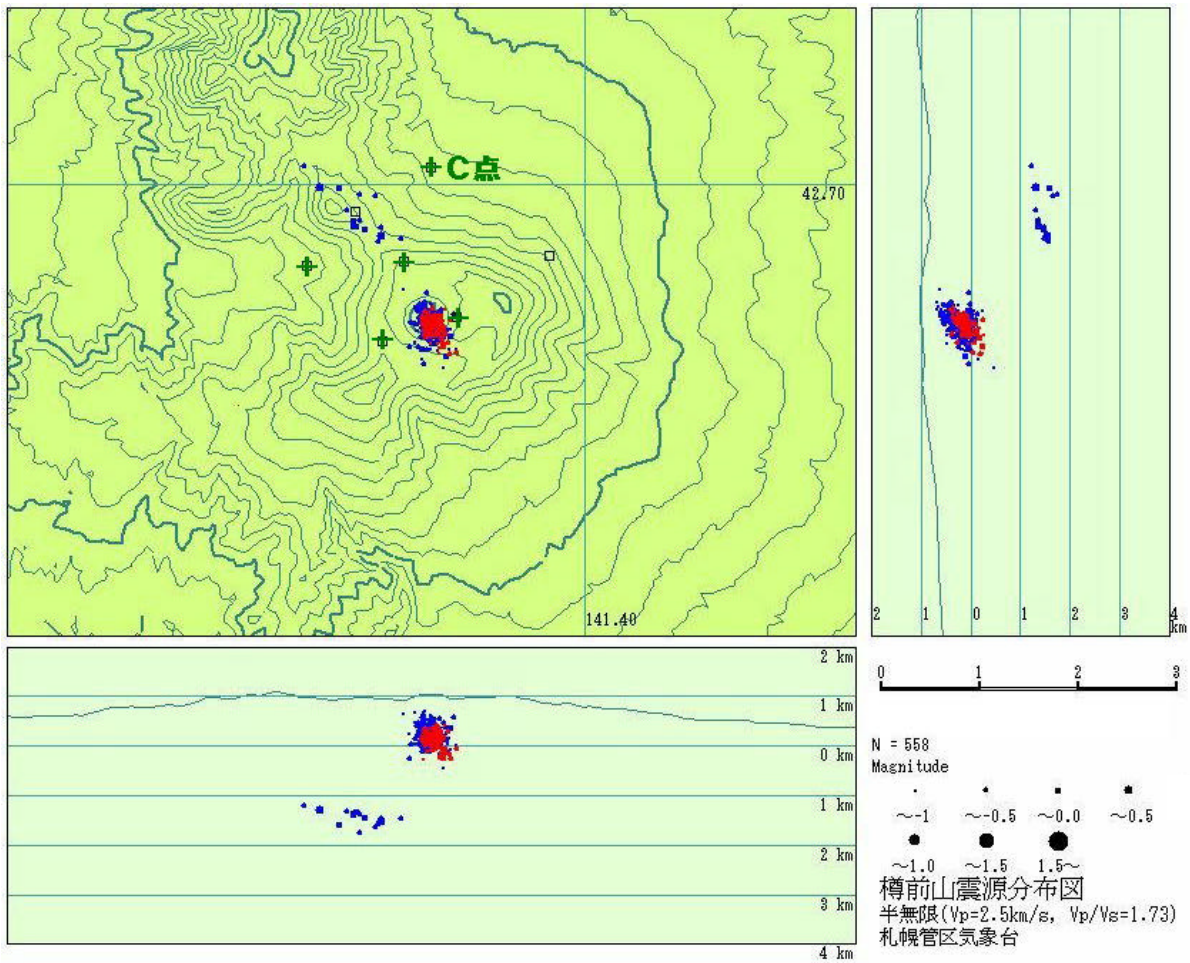 C点
42.70
141.40
2 1 0 1 2 3 4
km
2 km
1 km
0 km
1 km
2 km
3 km
4 km
0 1 2 3
N = 558
Magnitude
～-1 ～-0.5 ～0.0 ～0.5
～1.0 ～1.5 1.5～
樽前山震源分布図
半無限(Vp=2.5km/s, Vp/Vs=1.73)
札幌管区気象台